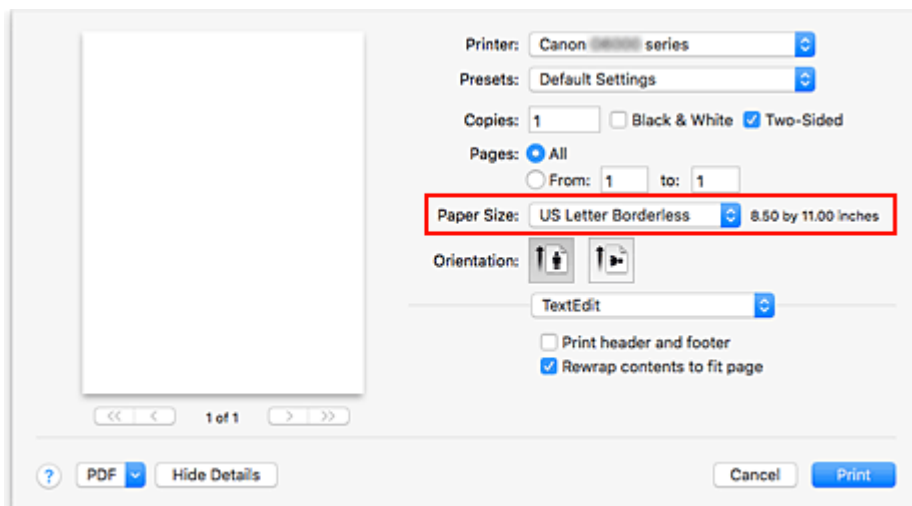 Printer: Canon series
Presets: Default Settings
Copies: 1 Black & White Two-Sided
Pages: All
From: 1 to: 1
Paper Size: US Letter Borderless 8.50 by 11.00 inches
Orientation:
TextEdit
Print header and footer
Rewrap contents to fit page
1 of 1
? PDF Hide Details Cancel Print